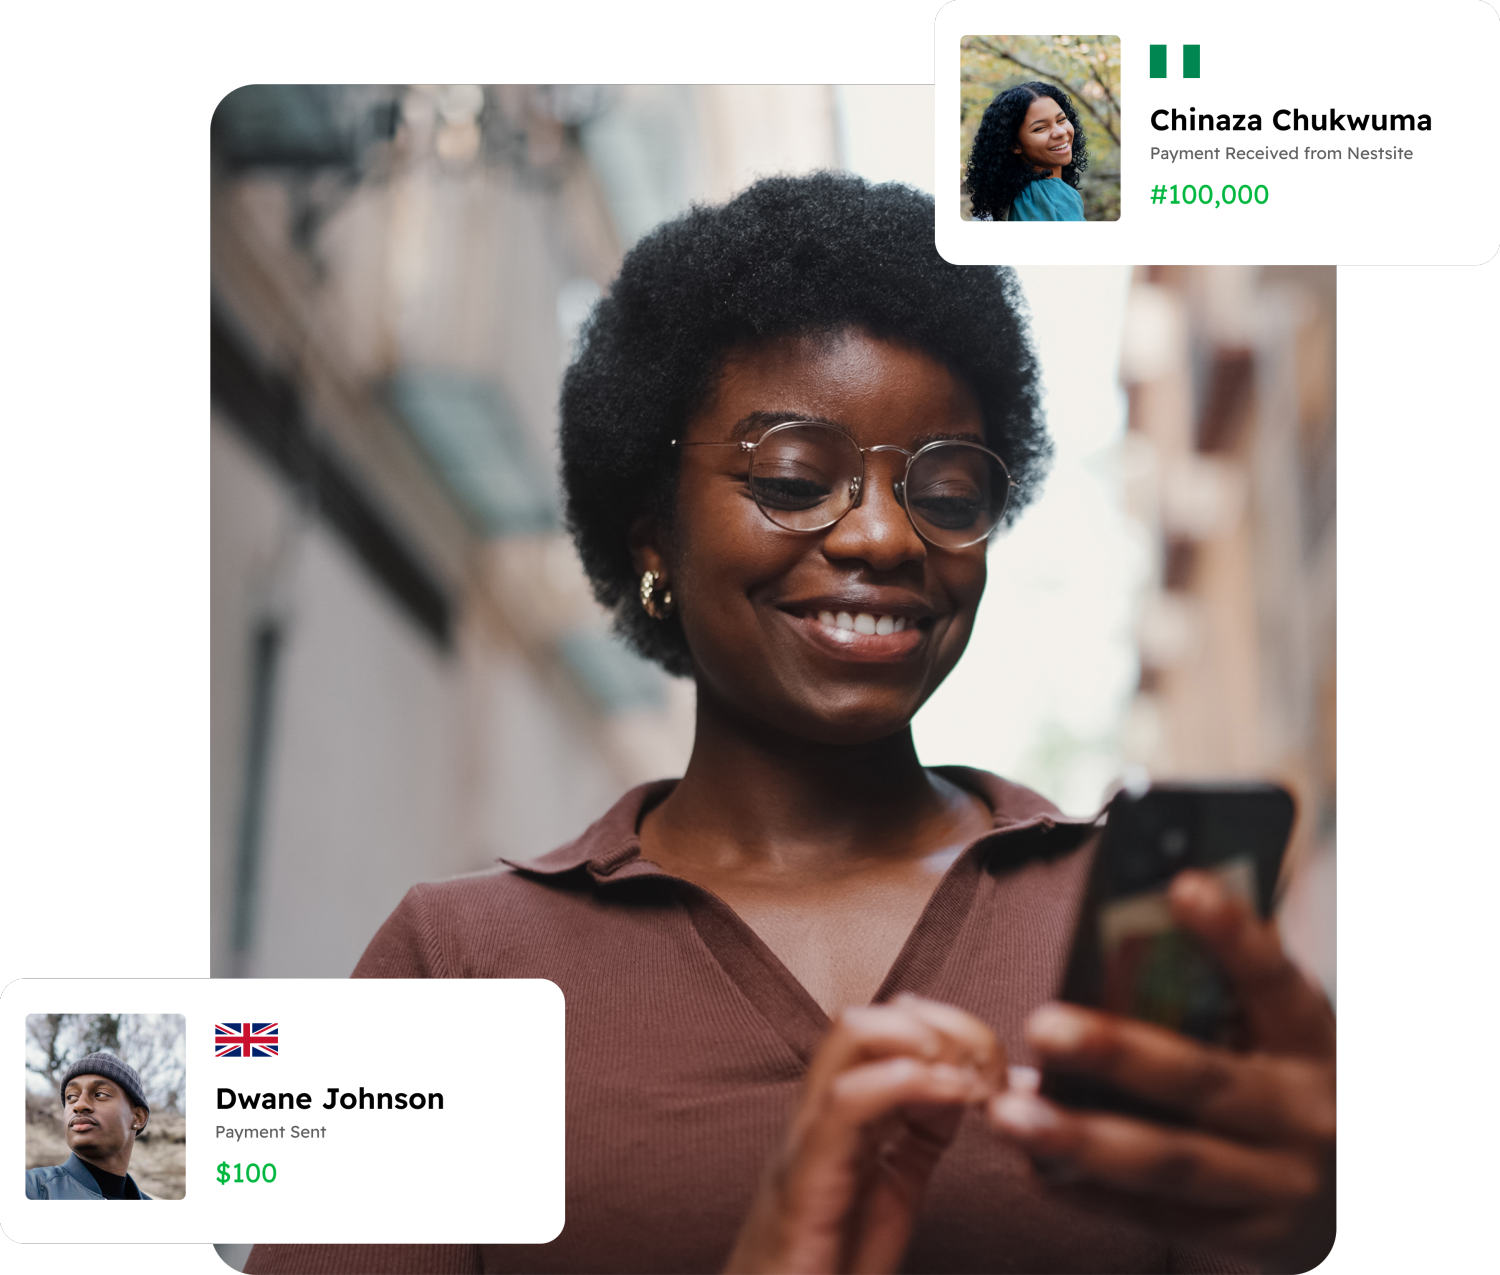 Chinaza Chukwuma
Payment Received from Nestsite
#100,000
Dwane Johnson
Payment Sent
$100